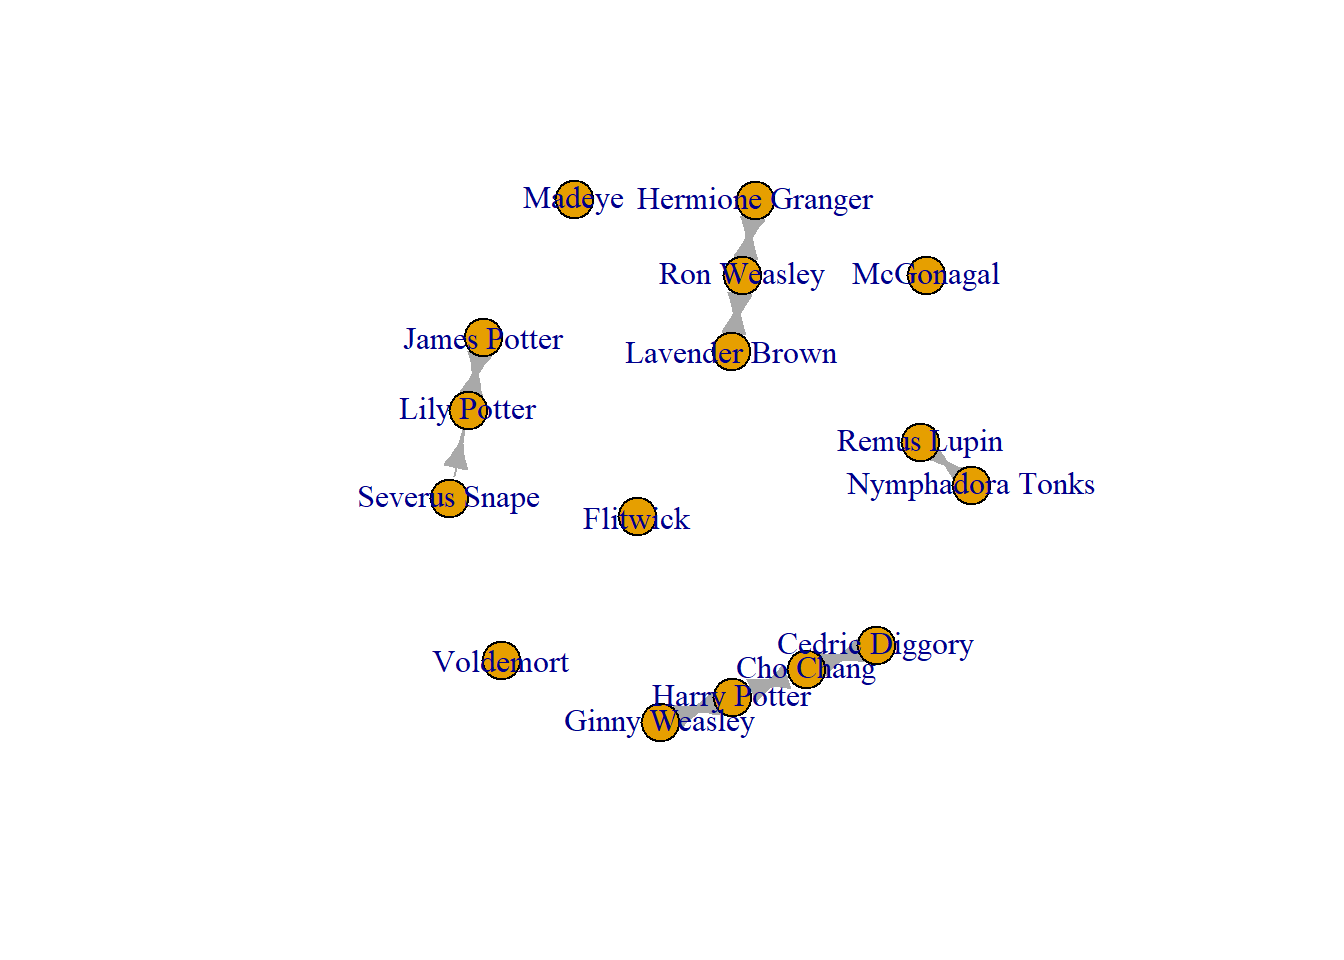 Madeye
Hermione Granger
Ron Weasley
McGonagal
James Potter
Lavender Brown
Lily Potter
Remus Lupin
Nymphadora Tonks
Severus Snape
Flitwick
Cedric Diggory
Voldemort
Cho Chang
Harry Potter
Ginny Weasley